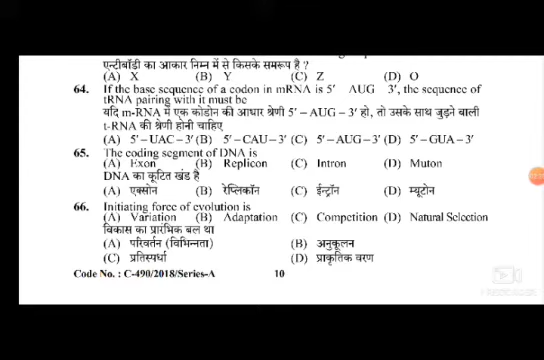 एन्टीबॉडी का आकार निम्न में से किसके समरूप है ?
(A) X (B) Y (C) Z (D) O
64. If the base sequence of a codon in mRNA is 5′ – AUG – 3′, the sequence of
tRNA pairing with it must be
यदि m-RNA में एक कोडोन की आधार श्रेणी 5′ – AUG – 3′ हो, तो उसके साथ जुड़ने वाली
t-RNA की श्रेणी होनी चाहिए
(A) 5′ – UAC – 3′ (B) 5′ – CAU – 3′ (C) 5′ – AUG – 3′ (D) 5′ – GUA – 3′
65. The coding segment of DNA is
(A) Exon (B) Replicon (C) Intron (D) Muton
DNA का कूटित खंड है
(A) एक्सोन (B) रेप्लिकॉन (C) ईन्ट्रॉन (D) म्यूटोन
66. Initiating force of evolution is
(A) Variation (B) Adaptation (C) Competition (D) Natural Selection
विकास का प्रारंभिक बल था
(A) परिवर्तन (विभिन्नता) (B) अनुकूलन
(C) प्रतिस्पर्धा (D) प्राकृतिक वरण
Code No. : C-490/2018/Series-A 10